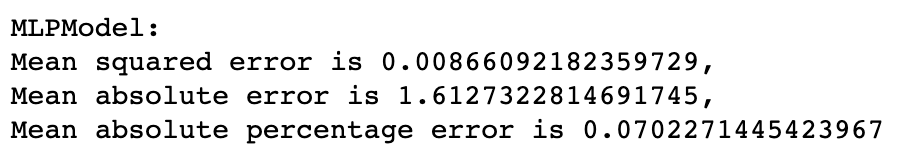 MLPModel:
Mean squared error is 0.00866092182359729,
Mean absolute error is 1.6127322814691745,
Mean absolute percentage error is 0.0702271445423967